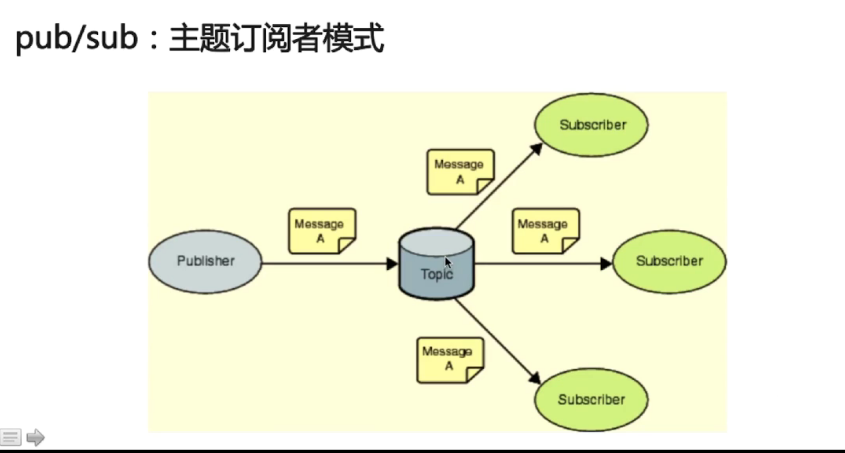 pub/sub：主题订阅者模式
Subscriber
Message
A
Message
A
Message
A
Publisher
Subscriber
Topic
Message
A
Subscriber